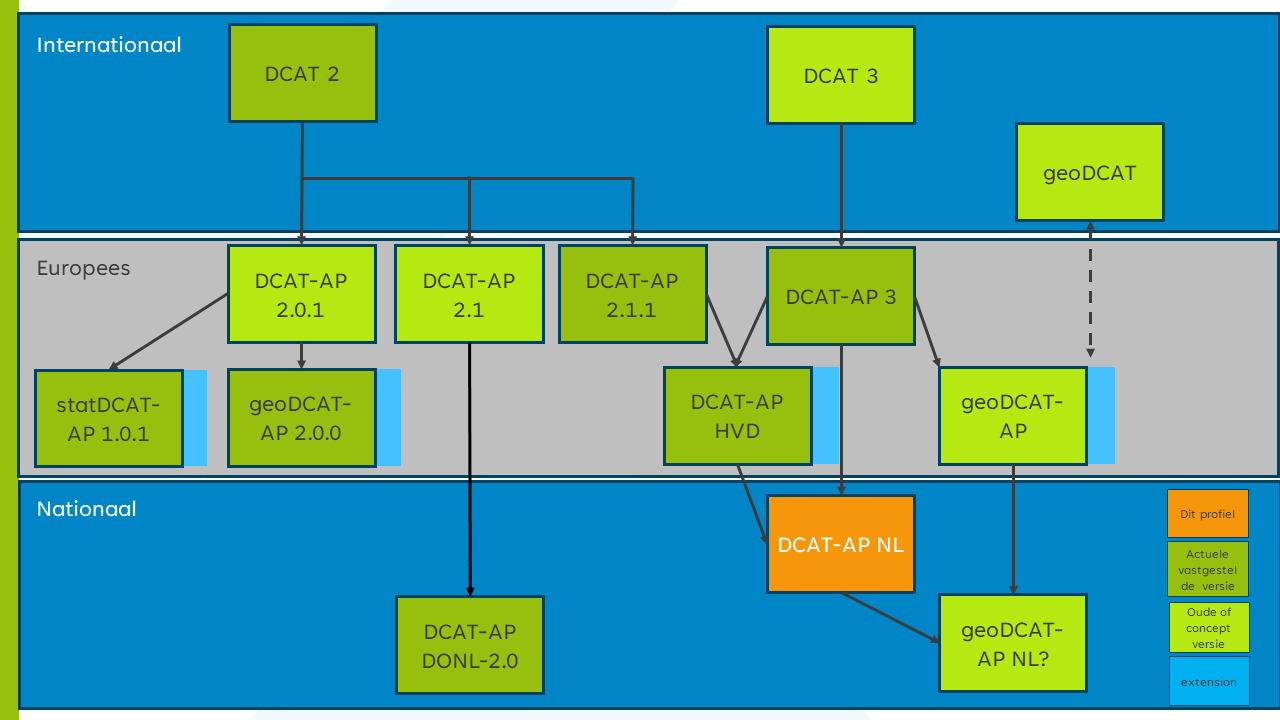 Internationaal
DCAT 2
DCAT 3
geoDCAT
Europees
DCAT-AP
2.0.1
DCAT-AP
2.1
DCAT-AP
2.1.1
DCAT-AP 3
statDCAT-
AP 1.0.1
geoDCAT-
AP 2.0.0
DCAT-AP
HVD
geoDCAT-
AP
Nationaal
DCAT-AP NL
DCAT-AP
DONL-2.0
geoDCAT-
AP NL?
Dit profiel
Actuele
vastgestel
de versie
Oude of
concept
versie
extension